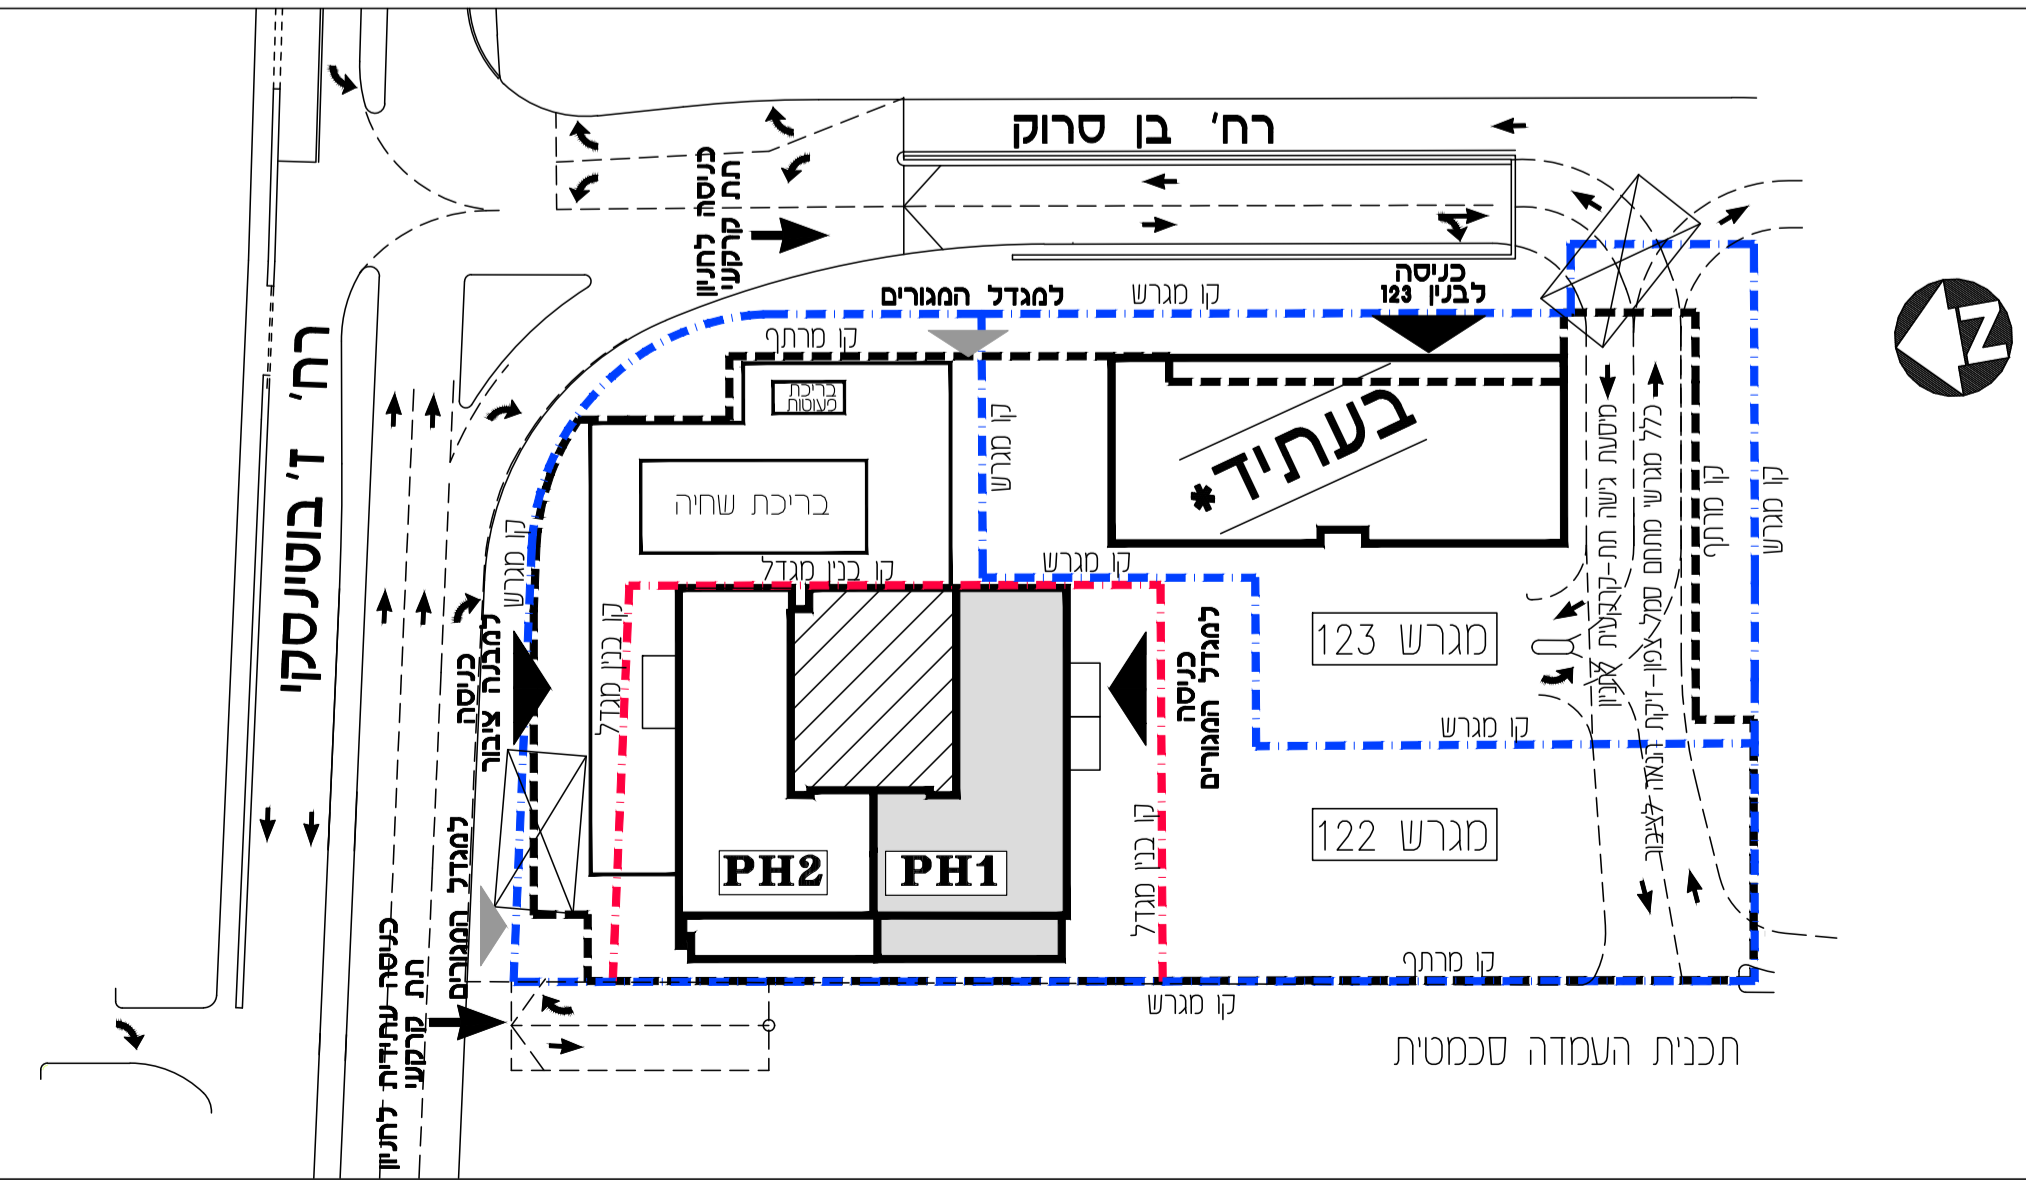 רח' בן סרוק
כניסה לחניון
תת קרקעי
למגדל המגורים
קו מגרש
כניסה
לבנין 123
קו מרתף
בריכת
פעוטות
רח' ז'בוטינסקי
קו מגרש
בעתיד*
בריכת שחיה
קו מגרש
קו בנין מגדל
קו מגרש
קו בנין מגדל
כניסה
למבנה ציבור
כניסה
למגדל המגורים
מגרש 123
קו מגרש
קו מרתף
קו מגרש
מגרש 122
PH2
PH1
קו בנין מגדל
למגדל המגורים
כניסה עתידית לחניון
תת קרקעי
קו מרתף
קו מגרש
תכנית העמדה סכמטית
N